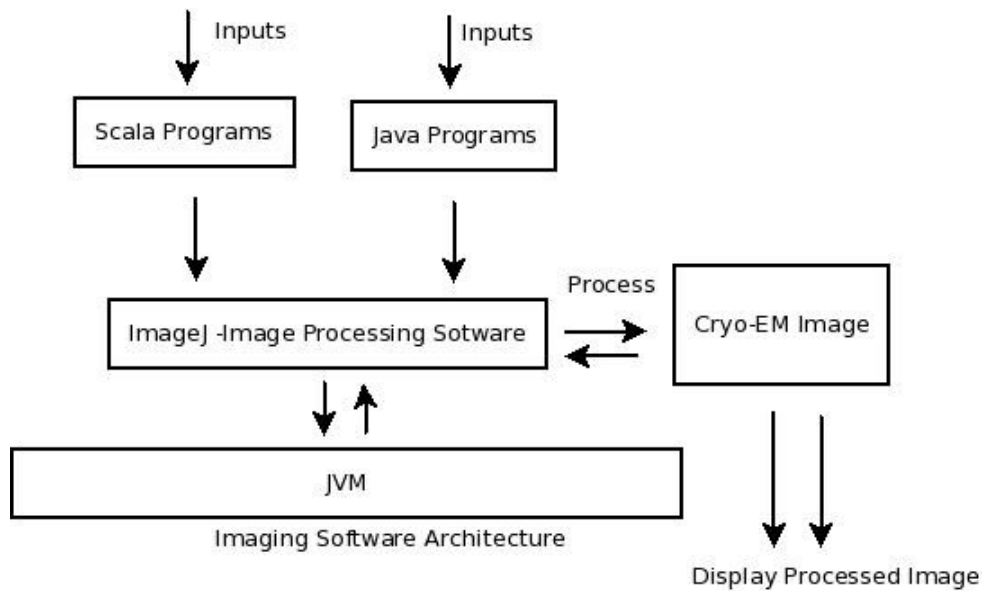 Inputs
Inputs
Scala Programs
Java Programs
Process
ImageJ -Image Processing Sotware
Cryo-EM Image
JVM
Imaging Software Architecture
Display Processed Image